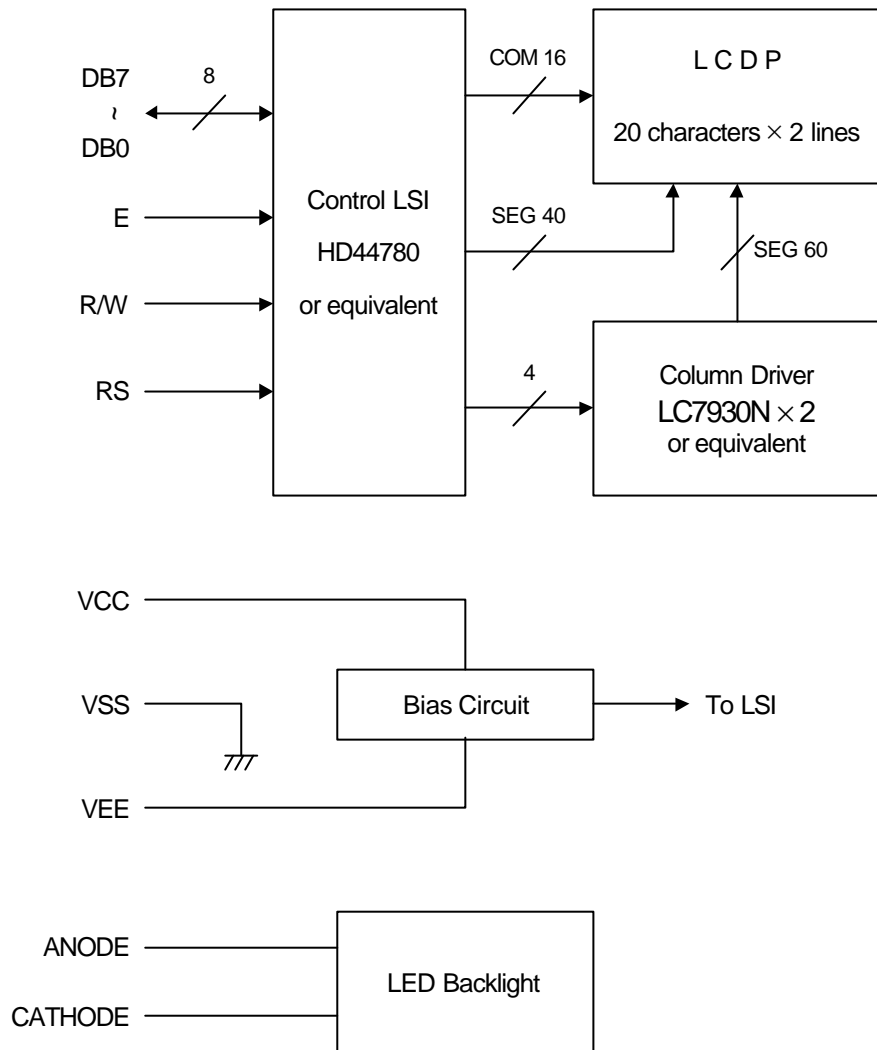 DB7
~
DB0
8
E
R/W
RS
Control LSI
HD44780
or equivalent
COM 16
SEG 40
4
L C D P
20 characters × 2 lines
SEG 60
Column Driver
LC7930N × 2
or equivalent
VCC
VSS
VEE
Bias Circuit
To LSI
ANODE
CATHODE
LED Backlight